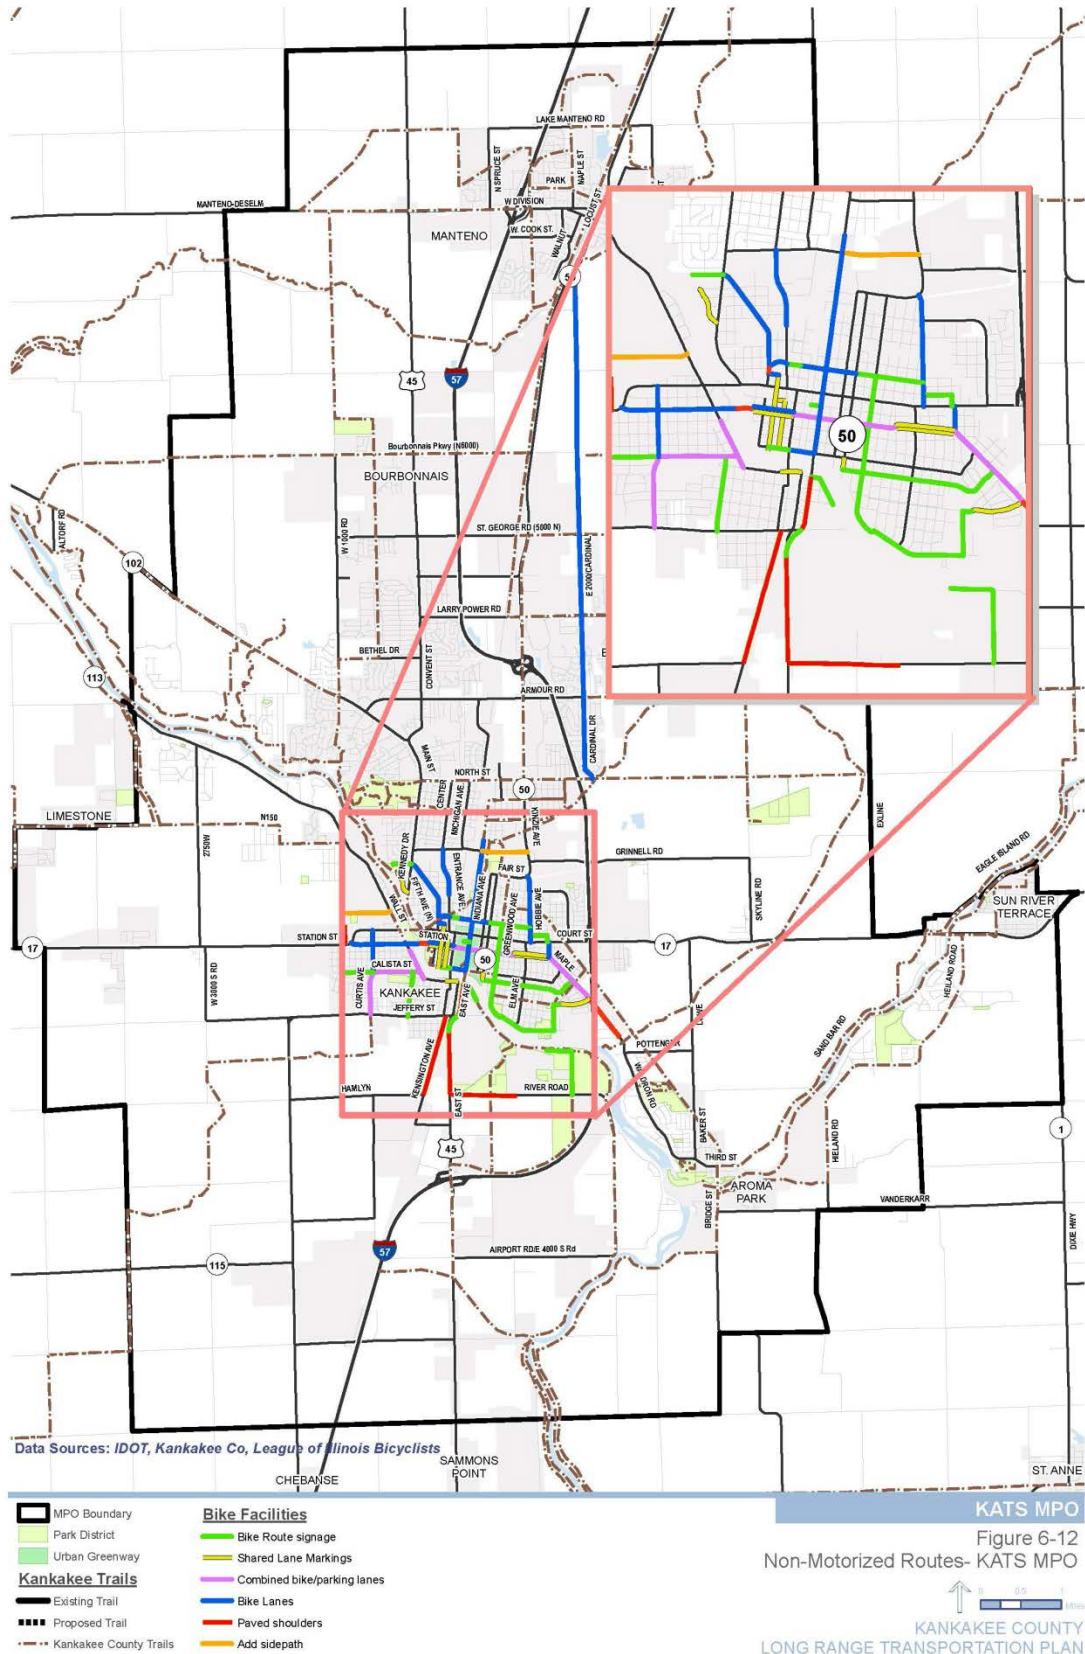 LAKE MANTENO RD
N SPRUCE ST
PARK
MAPLE ST
W DIVISION
LOCUST ST
MANTENO-DESELM
MANTENO
W. COOK ST.
WALNUT
45
57
50
Bourbonnais Pkwy (N6000)
BOURBONNAIS
ALTORF RD
W 1000 RD
ST. GEORGE RD (5000 N)
102
E 2000/CARDINAL
LARRY POWER RD
BETHEL DR
CONVENT ST
113
ARMOUR RD
MAIN ST
CARDINAL DR
NORTH ST
CENTER
MICHIGAN AVE
50
KINZIE AVE
LIMESTONE
N150
2750W
EXLINE
KENNEDY DR
GRINNELL RD
EAGLE ISLAND RD
FAIR ST
FIFTH AVE (N)
ENTRANCE AVE
INDIANA AVE
WALL ST
GREENWOOD AVE
HOBBIE AVE
SKYLINE RD
SUN RIVER
TERRACE
17
STATION ST
STATION
COURT ST
17
W 3000 S RD
CALISTA ST
50
MAPLE
HEILAND ROAD
CURTIS AVE
KANKAKEE
EAST AVE
ELM AVE
JEFFERY ST
SAND BAR RD
POTTENGER
KENSINGTON AVE
WALDRON RD
HAMLYN
EAST ST
RIVER ROAD
BAKER ST
HIELAND RD
1
45
THIRD ST
AROMA
PARK
BRIDGE ST
VANDERKARR
57
AIRPORT RD/E 4000 S Rd
DIXIE HWY
115
Data Sources: IDOT, Kankakee Co, League of Illinois Bicyclists
SAMMONS
POINT
CHEBANSE
ST. ANNE
MPO Boundary
Park District
Urban Greenway
Kankakee Trails
Existing Trail
Proposed Trail
Kankakee County Trails
Bike Facilities
Bike Route signage
Shared Lane Markings
Combined bike/parking lanes
Bike Lanes
Paved shoulders
Add sidepath
KATS MPO
Figure 6-12
Non-Motorized Routes- KATS MPO
0 0.5 1
Miles
KANKAKEE COUNTY
LONG RANGE TRANSPORTATION PLAN